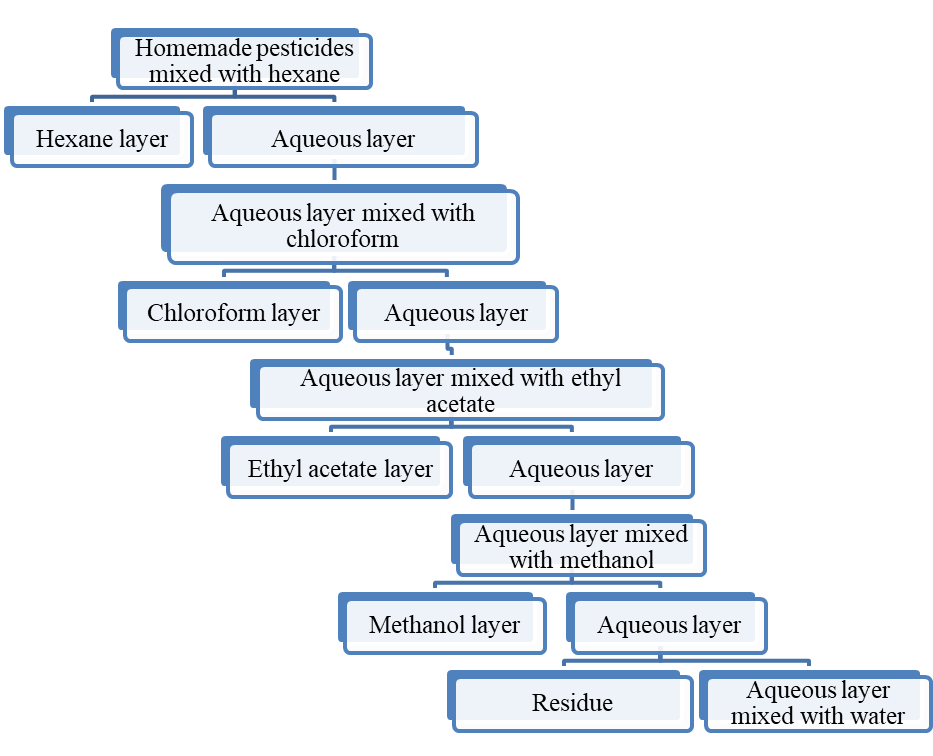 Homemade pesticides
mixed with hexane
Hexane layer
Aqueous layer
Aqueous layer mixed with
chloroform
Chloroform layer
Aqueous layer
Aqueous layer mixed with ethyl
acetate
Ethyl acetate layer
Aqueous layer
Aqueous layer mixed
with methanol
Methanol layer
Aqueous layer
Residue
Aqueous layer
mixed with water